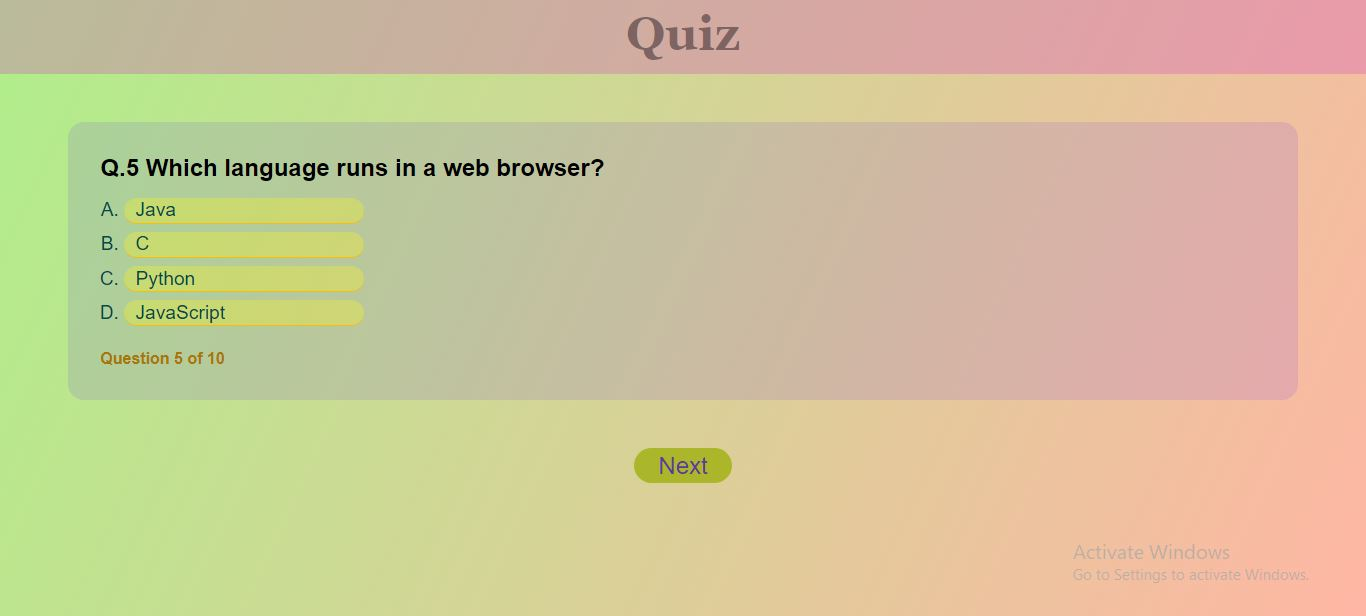 Quiz
Q.5 Which language runs in a web browser?
A. Java
B. C
C. Python
D. JavaScript
Question 5 of 10
Next
Activate Windows
Go to Settings to activate Windows.